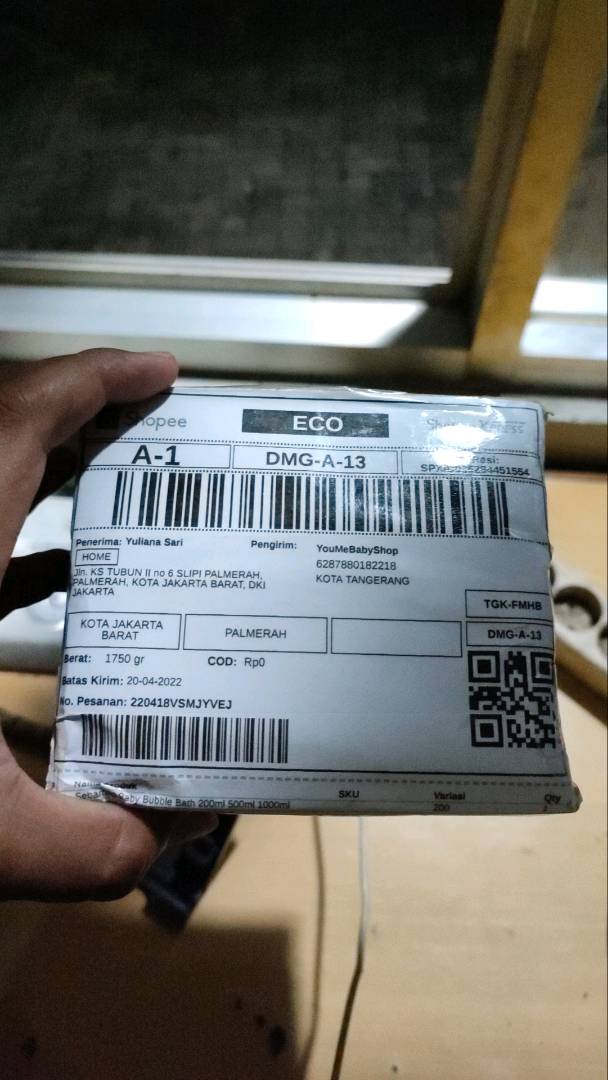 Shopee
ECO
A-1
DMG-A-13
Penerima: Yuliana Sari
Pengirim: YouMeBabyShop
HOME
6287880182218
KOTA TANGERANG
Jln. KS TUBUN II no 6 SLIPI PALMERAH,
PALMERAH, KOTA JAKARTA BARAT, DKI
JAKARTA
TGK-FMHB
KOTA JAKARTA
BARAT
PALMERAH
DMG-A-13
Berat: 1750 gr
COD: Rp0
Batas Kirim: 20-04-2022
No. Pesanan: 220418VSMJYVEJ
SKU
Variasi
Qty
Baby Bubble Bath 200ml 500ml 1000ml
200